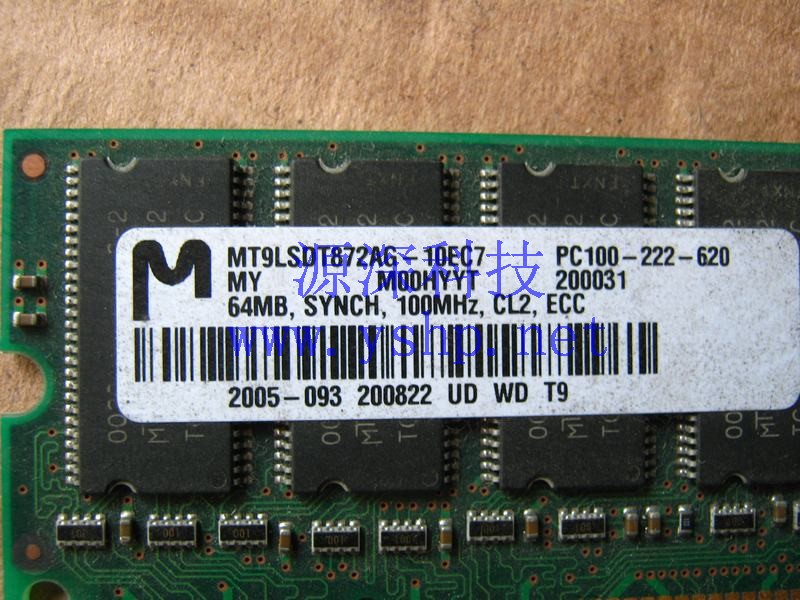 MT9LSDT872AG-10EC7 PC100-222-620
MY M00HYYT 200031
64MB, SYNCH, 100MHz, CL2, ECC
2005-093 200822 UD WD T9
源深科技
www.yshp.net